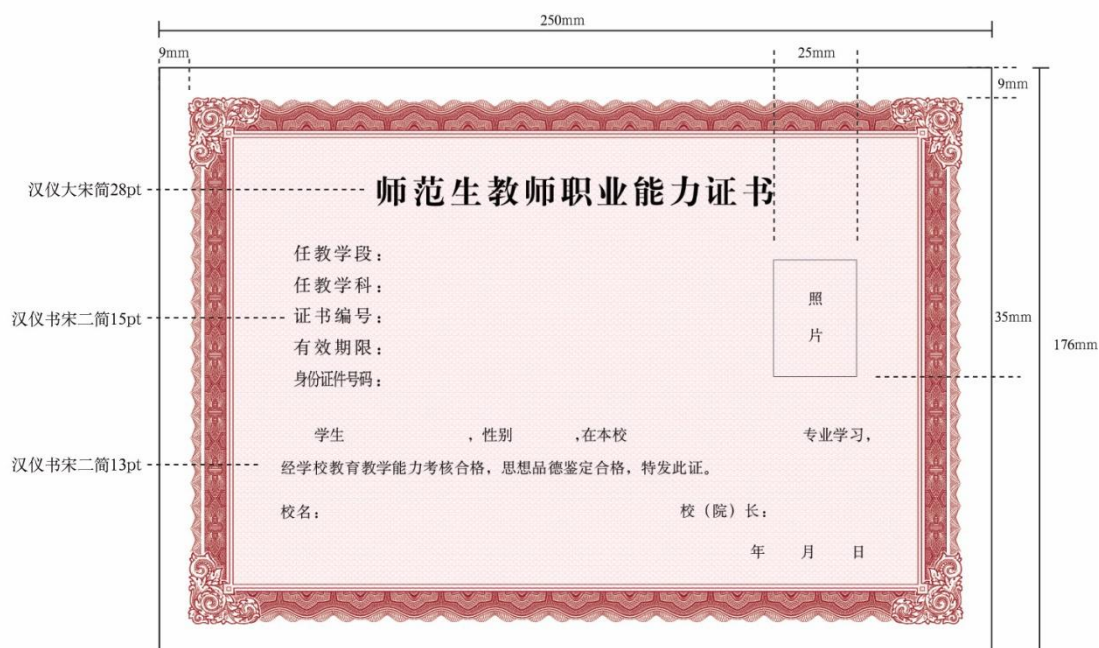 250mm
9mm
25mm
9mm
汉仪大宋简28pt
师范生教师职业能力证书
任教学段：
任教学科：
汉仪书宋二简15pt
证书编号：
有效期限：
身份证件号码：
照
片
35mm
176mm
学生 ，性别 ,在本校 专业学习，
汉仪书宋二简13pt
经学校教育教学能力考核合格，思想品德鉴定合格，特发此证。
校名： 校（院）长：
年 月 日